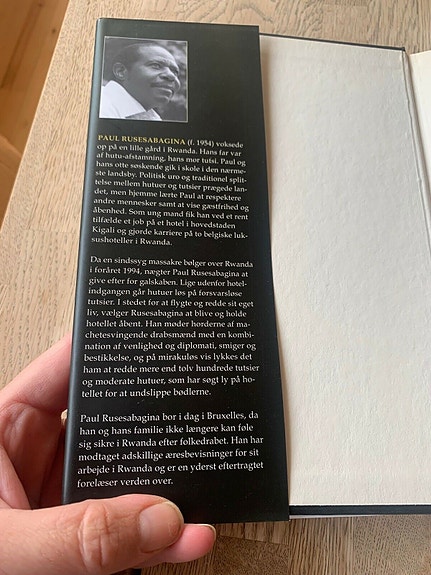 PAUL RUSESABAGINA (f. 1954) voksede
op på en lille gård i Rwanda. Hans far var
af hutu-afstamning, hans mor tutsi. Paul og
hans otte søskende gik i skole i den nærme-
ste landsby. Politisk uro og traditionel split-
telse mellem hutuer og tutsier prægede lan-
det, men hjemme lærte Paul at respektere
andre mennesker samt at vise gæstfrihed og
åbenhed. Som ung mand fik han ved et rent
tilfælde et job på et hotel i hovedstaden
Kigali og gjorde karriere på to belgiske luk-
sushoteller i Rwanda.
Da en sindssyg massakre bølger over Rwanda
i foråret 1994, nægter Paul Rusesabagina at
give efter for galskaben. Lige udenfor hotel-
indgangen går hutuer løs på forsvarsløse
tutsier. I stedet for at flygte og redde sit eget
liv, vælger Rusesabagina at blive og holde
hotellet åbent. Han møder horderne af ma-
chetesvingende drabsmænd med en kombi-
nation af venlighed og diplomati, smiger og
bestikkelse, og på mirakuløs vis lykkes det
ham at redde mere end tolv hundrede tutsier
og moderate hutuer, som har søgt ly på ho-
tellet for at undslippe bødlerne.
Paul Rusesabagina bor i dag i Bruxelles, da
han og hans familie ikke længere kan føle
sig sikre i Rwanda efter folkedrabet. Han har
modtaget adskillige æresbevisninger for sit
arbejde i Rwanda og er en yderst eftertragtet
forelæser verden over.